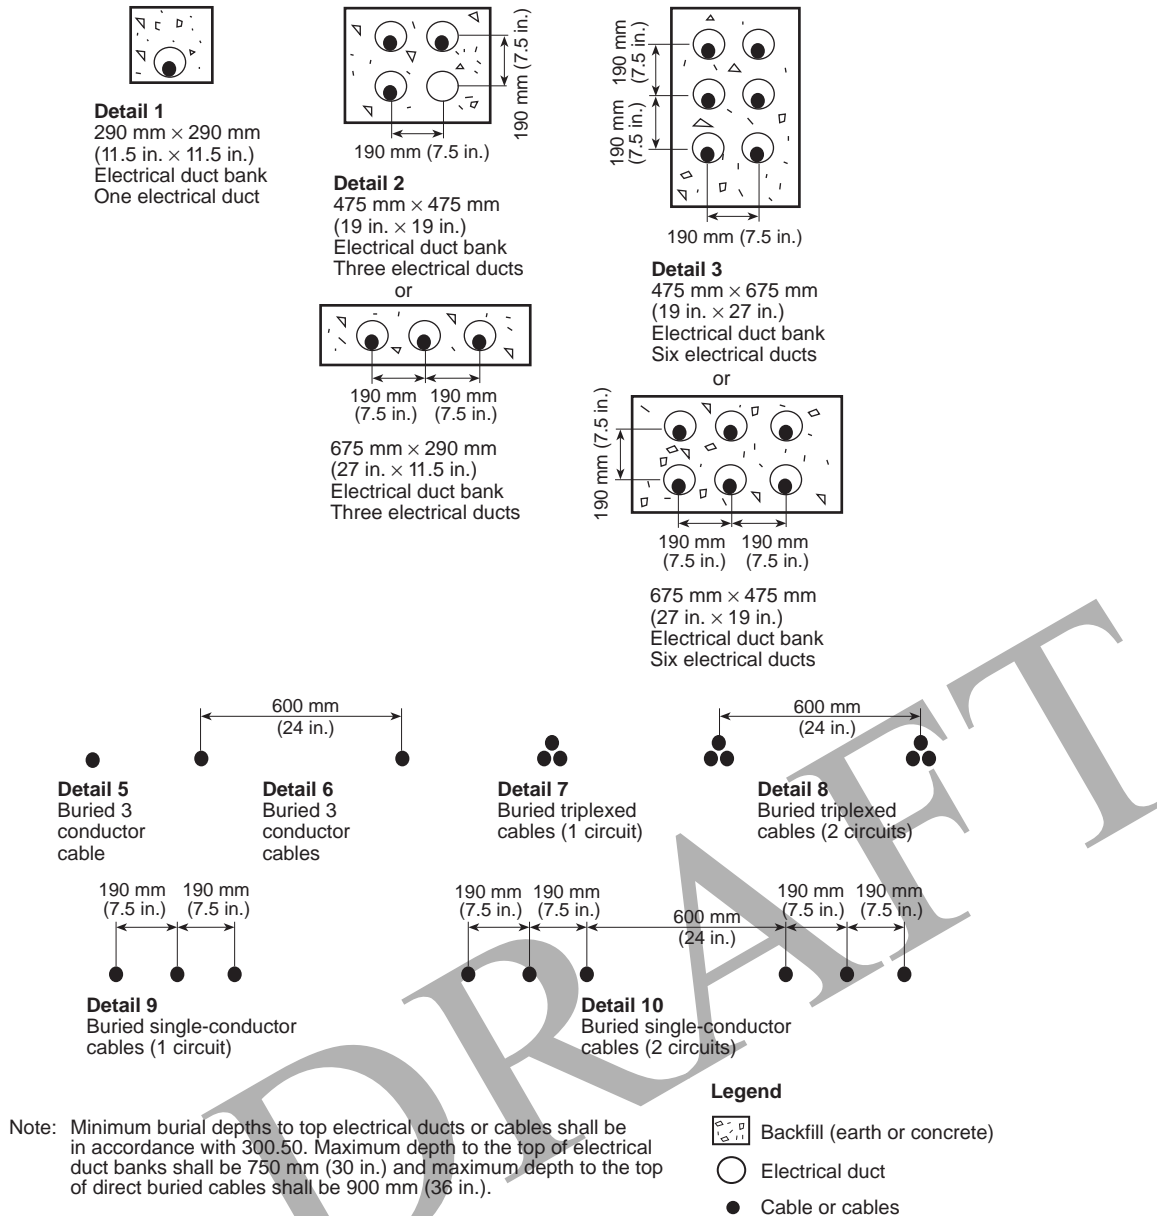 Detail 1
290 mm × 290 mm
(11.5 in. × 11.5 in.)
Electrical duct bank
One electrical duct
190 mm (7.5 in.)
190 mm (7.5 in.)
Detail 2
475 mm × 475 mm
(19 in. × 19 in.)
Electrical duct bank
Three electrical ducts
or
190 mm
(7.5 in.)
190 mm
(7.5 in.)
675 mm × 290 mm
(27 in. × 11.5 in.)
Electrical duct bank
Three electrical ducts
190 mm
(7.5 in.)
190 mm
(7.5 in.)
190 mm (7.5 in.)
Detail 3
475 mm × 675 mm
(19 in. × 27 in.)
Electrical duct bank
Six electrical ducts
or
190 mm (7.5 in.)
190 mm
(7.5 in.)
190 mm
(7.5 in.)
675 mm × 475 mm
(27 in. × 19 in.)
Electrical duct bank
Six electrical ducts
600 mm
(24 in.)
600 mm
(24 in.)
Detail 5
Buried 3
conductor
cable
Detail 6
Buried 3
conductor
cables
Detail 7
Buried triplexed
cables (1 circuit)
Detail 8
Buried triplexed
cables (2 circuits)
190 mm
(7.5 in.)
190 mm
(7.5 in.)
190 mm
(7.5 in.)
190 mm
(7.5 in.)
600 mm
(24 in.)
190 mm
(7.5 in.)
190 mm
(7.5 in.)
Detail 9
Buried single-conductor
cables (1 circuit)
Detail 10
Buried single-conductor
cables (2 circuits)
Legend
Backfill (earth or concrete)
Electrical duct
Cable or cables
Note: Minimum burial depths to top electrical ducts or cables shall be
in accordance with 300.50. Maximum depth to the top of electrical
duct banks shall be 750 mm (30 in.) and maximum depth to the top
of direct buried cables shall be 900 mm (36 in.).
DRAFT